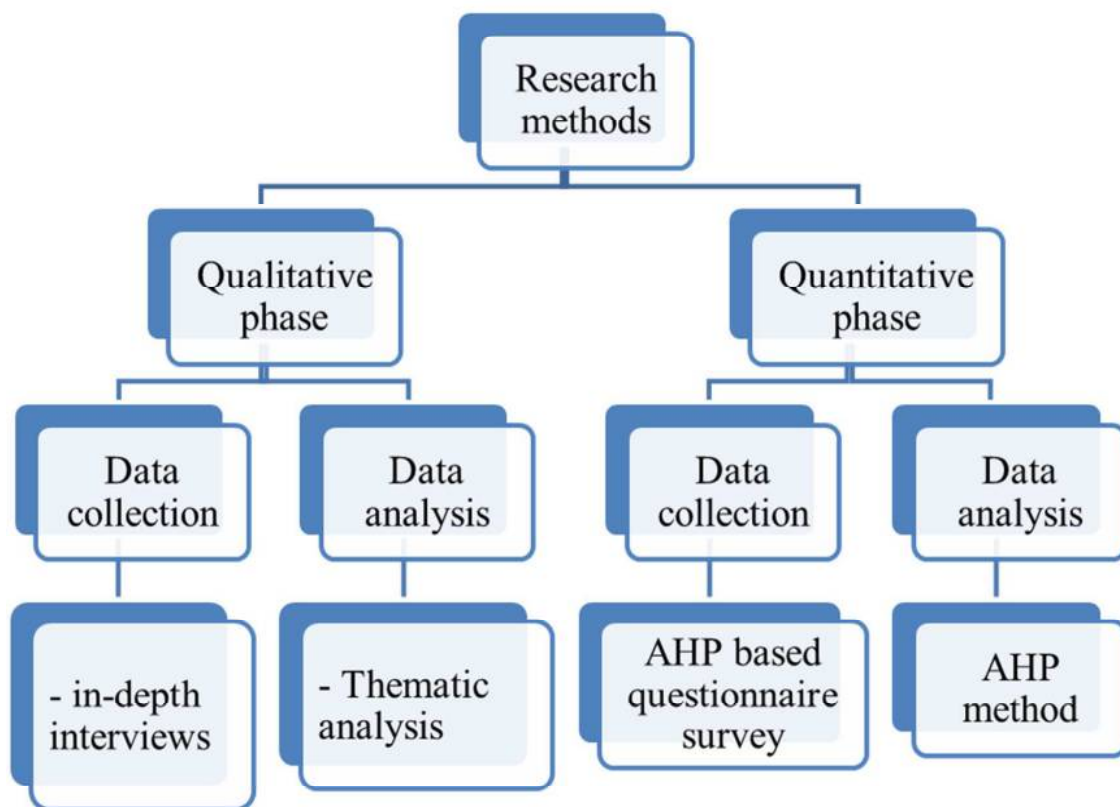 Research
methods
Qualitative
phase
Quantitative
phase
Data
collection
Data
analysis
Data
collection
Data
analysis
- in-depth
interviews
- Thematic
analysis
AHP based
questionnaire
survey
AHP
method